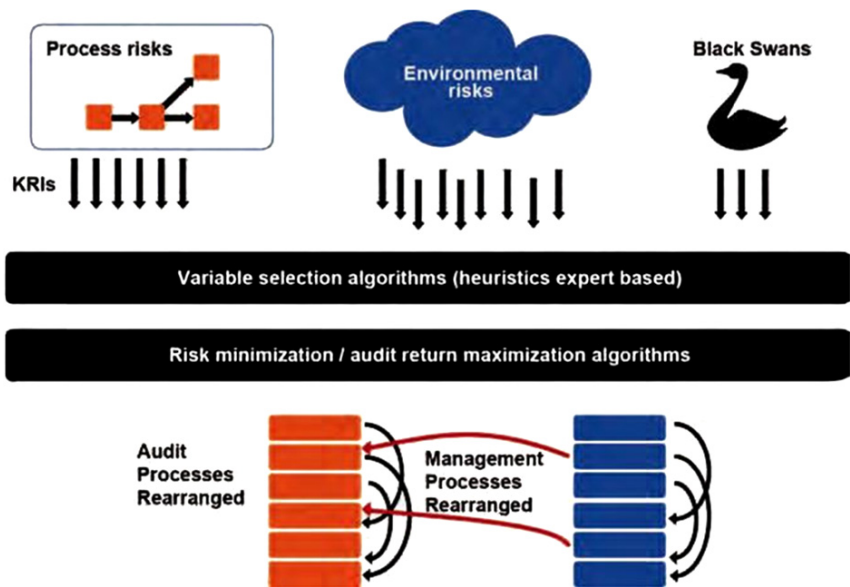 Process risks
Environmental
risks
Black Swans
KRIs
Variable selection algorithms (heuristics expert based)
Risk minimization / audit return maximization algorithms
Audit
Processes
Rearranged
Management
Processes
Rearranged